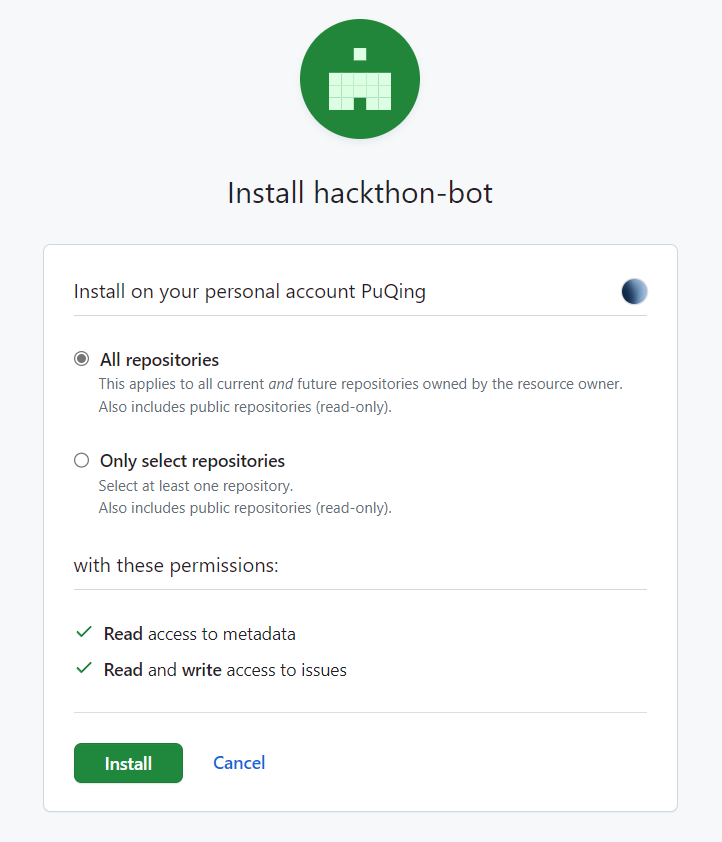 Install hackthon-bot
Install on your personal account PuQing
All repositories
This applies to all current and future repositories owned by the resource owner.
Also includes public repositories (read-only).
Only select repositories
Select at least one repository.
Also includes public repositories (read-only).
with these permissions:
Read access to metadata
Read and write access to issues
Install
Cancel